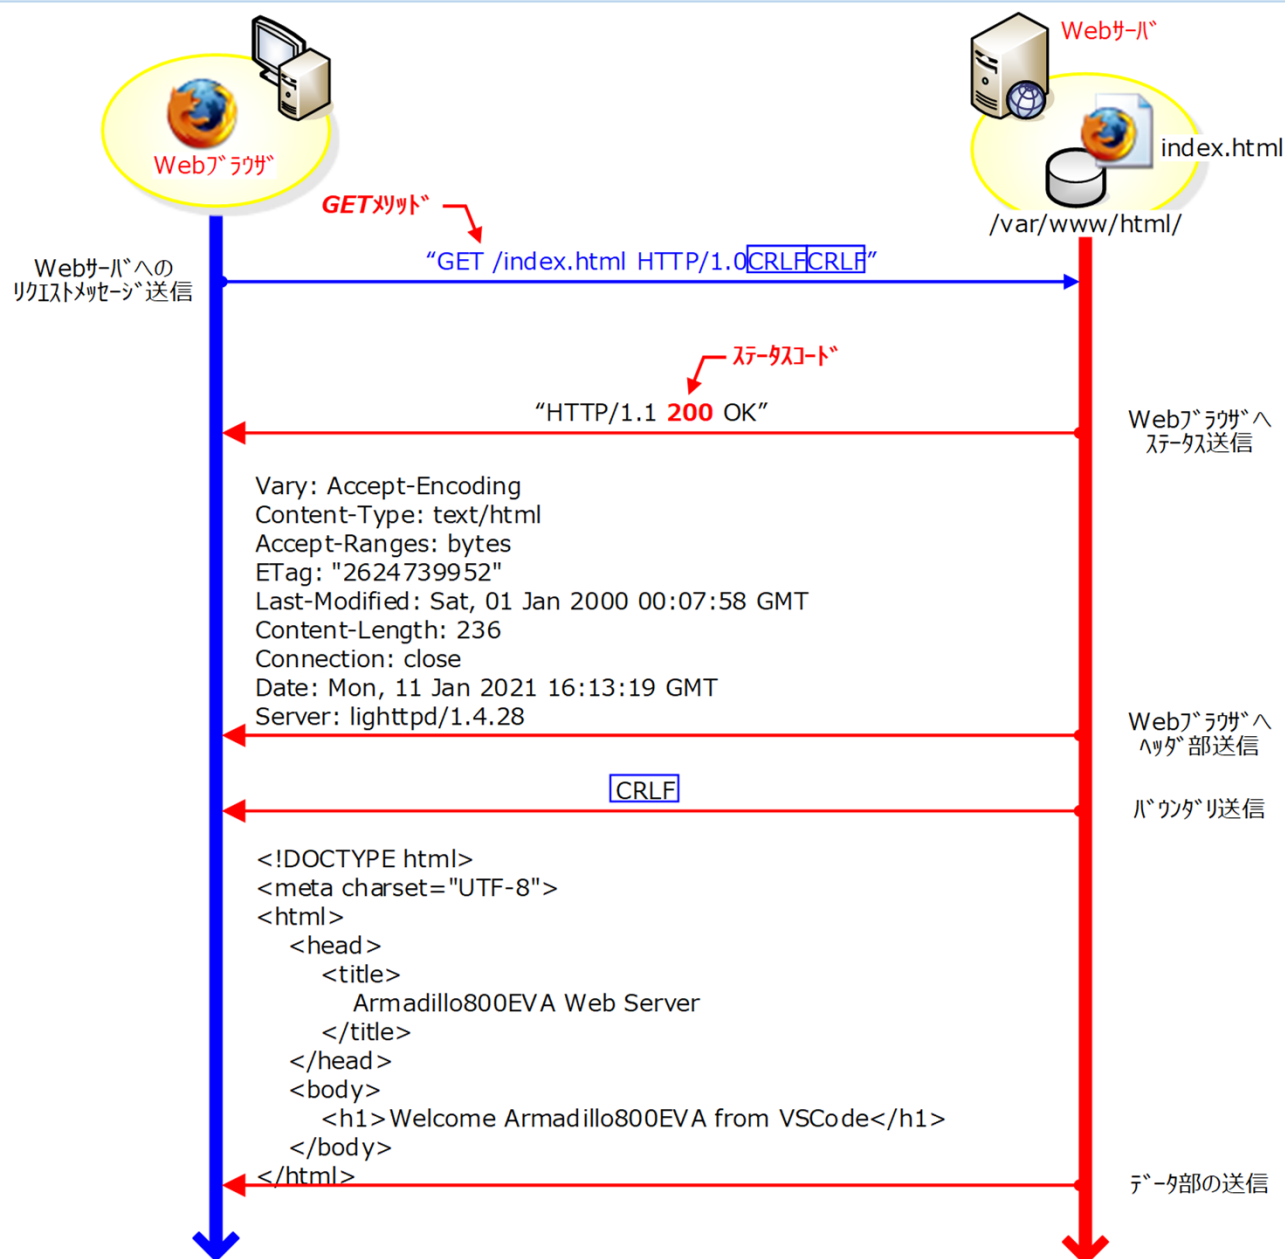 Webｻｰﾊﾞ
index.html
Webﾌﾞﾗｳｻﾞ
/var/www/html/
GETﾒｿｯﾄﾞ
Webｻｰﾊﾞへの
ﾘｸｴｽﾄﾒｯｾｰｼﾞ送信
“GET /index.html HTTP/1.0CRLFCRLF”
ｽﾃｰﾀｽｺｰﾄﾞ
“HTTP/1.1 200 OK”
Webﾌﾞﾗｳｻﾞへ
ｽﾃｰﾀｽ送信
Vary: Accept-Encoding
Content-Type: text/html
Accept-Ranges: bytes
ETag: "2624739952"
Last-Modified: Sat, 01 Jan 2000 00:07:58 GMT
Content-Length: 236
Connection: close
Date: Mon, 11 Jan 2021 16:13:19 GMT
Server: lighttpd/1.4.28
Webﾌﾞﾗｳｻﾞへ
ﾍｯﾀﾞ部送信
CRLF
ﾊﾞｳﾝﾀﾞﾘ送信
<!DOCTYPE html>
<meta charset="UTF-8">
<html>
<head>
<title>
Armadillo800EVA Web Server
</title>
</head>
<body>
<h1>Welcome Armadillo800EVA from VSCode</h1>
</body>
</html>
ﾃﾞｰﾀ部の送信